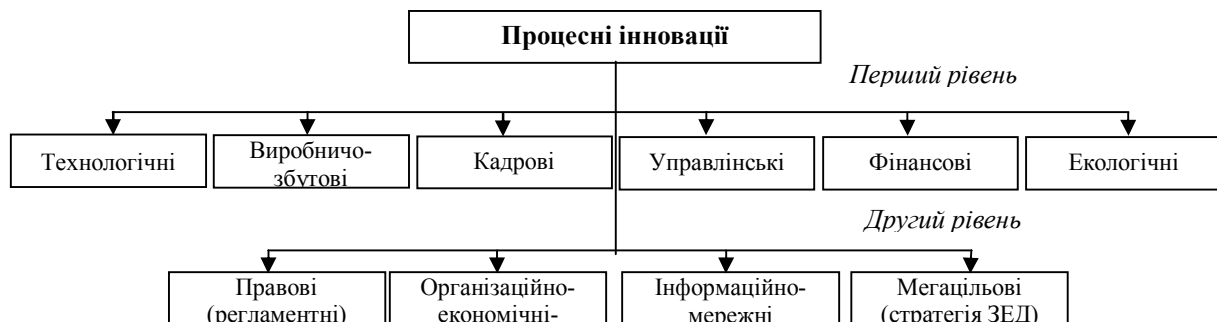 Процесні інновації
Перший рівень
Технологічні
Виробничо-
збутові
Кадрові
Управлінські
Фінансові
Екологічні
Другий рівень
Правові
(регламентні)
Організаційно-
економічні-
Інформаційно-
мережні
Мегацільові
(стратегія ЗЕД)